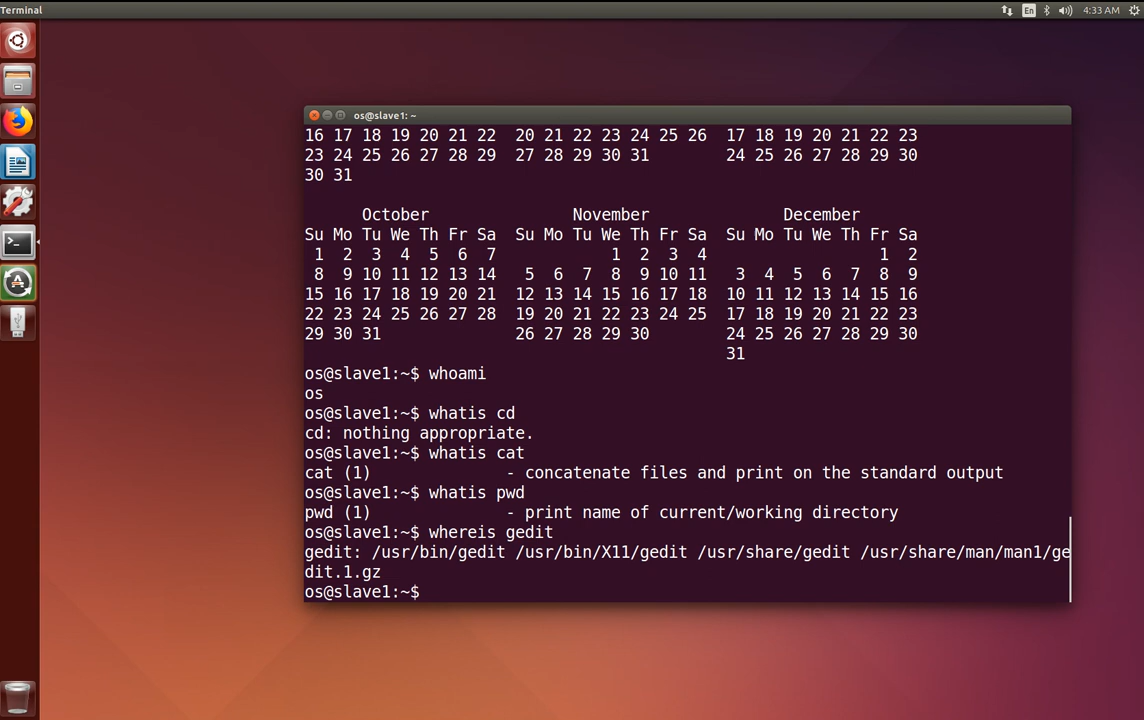 Terminal
En
4:33 AM
os@slave1: ~
16 17 18 19 20 21 22  20 21 22 23 24 25 26  17 18 19 20 21 22 23
23 24 25 26 27 28 29  27 28 29 30 31        24 25 26 27 28 29 30
30 31
      October               November              December
Su Mo Tu We Th Fr Sa  Su Mo Tu We Th Fr Sa  Su Mo Tu We Th Fr Sa
 1  2  3  4  5  6  7            1  2  3  4                  1  2
 8  9 10 11 12 13 14   5  6  7  8  9 10 11   3  4  5  6  7  8  9
15 16 17 18 19 20 21  12 13 14 15 16 17 18  10 11 12 13 14 15 16
22 23 24 25 26 27 28  19 20 21 22 23 24 25  17 18 19 20 21 22 23
29 30 31              26 27 28 29 30        24 25 26 27 28 29 30
                                            31
os@slave1:~$ whoami
os
os@slave1:~$ whatis cd
cd: nothing appropriate.
os@slave1:~$ whatis cat
cat (1)              - concatenate files and print on the standard output
os@slave1:~$ whatis pwd
pwd (1)              - print name of current/working directory
os@slave1:~$ whereis gedit
gedit: /usr/bin/gedit /usr/bin/X11/gedit /usr/share/gedit /usr/share/man/man1/ge
dit.1.gz
os@slave1:~$